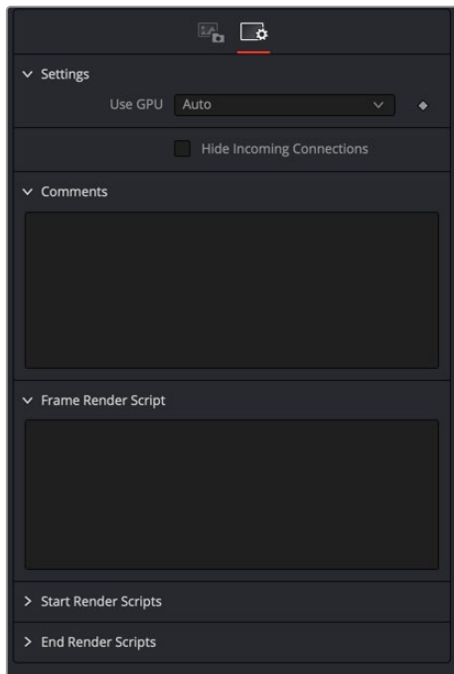 Settings
Use GPU Auto
Hide Incoming Connections
Comments
Frame Render Script
Start Render Scripts
End Render Scripts